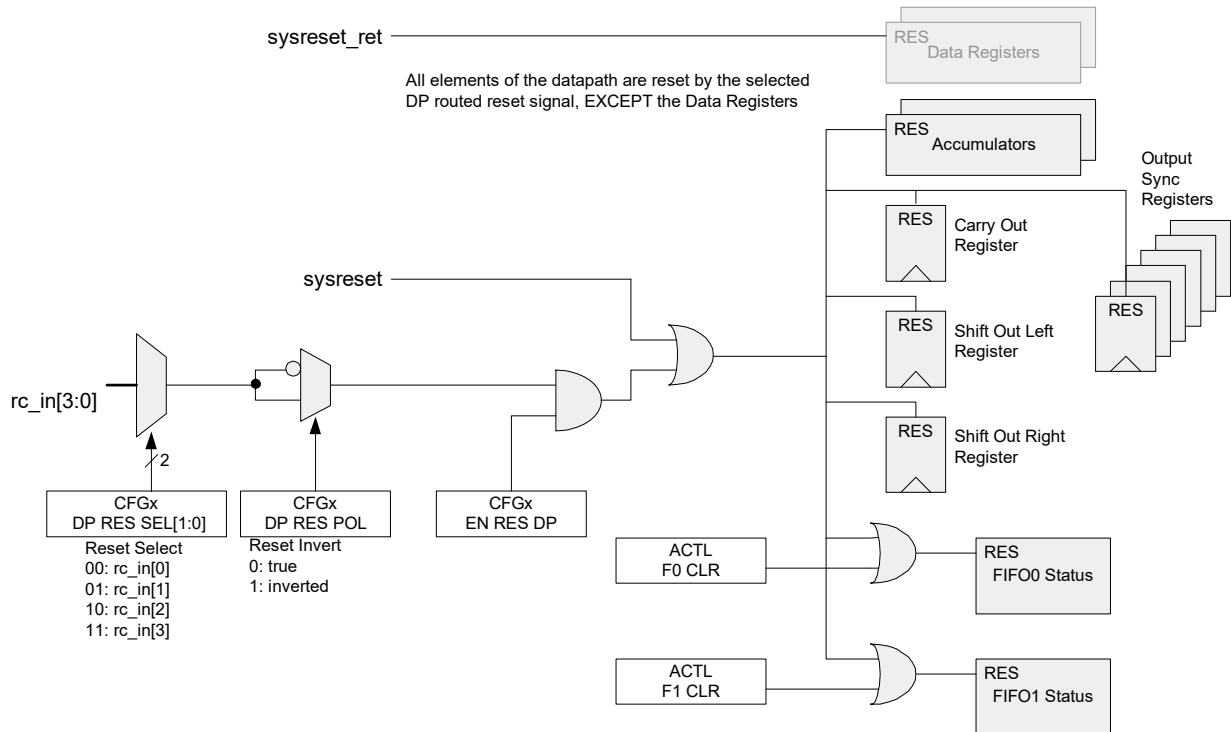 sysreset_ret
RES
Data Registers
All elements of the datapath are reset by the selected
DP routed reset signal, EXCEPT the Data Registers
RES
Accumulators
Output
Sync
Registers
RES
Carry Out
Register
sysreset
RES
Shift Out Left
Register
RES
rc_in[3:0]
2
RES
Shift Out Right
Register
CFGx
DP RES SEL[1:0]
CFGx
DP RES POL
CFGx
EN RES DP
Reset Select
00: rc_in[0]
01: rc_in[1]
10: rc_in[2]
11: rc_in[3]
Reset Invert
0: true
1: inverted
ACTL
F0 CLR
RES
FIFO0 Status
ACTL
F1 CLR
RES
FIFO1 Status